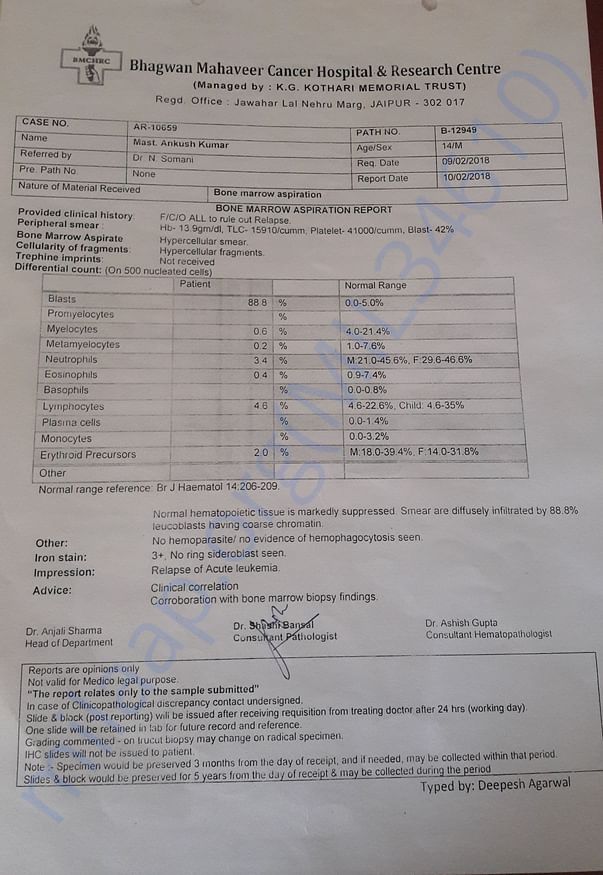 BMCHRC
Bhagwan Mahaveer Cancer Hospital & Research Centre
(Managed by : K.G. KOTHARI MEMORIAL TRUST)
Regd. Office : Jawahar Lal Nehru Marg, JAIPUR - 302 017
CASE NO. AR-10659 PATH NO. B-12949
Name Mast. Ankush Kumar Age/Sex 14/M
Referred by Dr N. Somani Req. Date 09/02/2018
Pre. Path No. None Report Date 10/02/2018
Nature of Material Received Bone marrow aspiration
BONE MARROW ASPIRATION REPORT
Provided clinical history: F/C/O ALL to rule out Relapse.
Peripheral smear : Hb- 13.9gm/dl, TLC- 15910/cumm, Platelet- 41000/cumm, Blast- 42%
Bone Marrow Aspirate Hypercellular smear.
Cellularity of fragments: Hypercellular fragments.
Trephine imprints: Not received
Differential count: (On 500 nucleated cells)
Patient Normal Range
Blasts 88.8 % 0.0-5.0%
Promyelocytes %
Myelocytes 0.6 % 4.0-21.4%
Metamyelocytes 0.2 % 1.0-7.6%
Neutrophils 3.4 % M:21.0-45.6%, F:29.6-46.6%
Eosinophils 0.4 % 0.9-7.4%
Basophils % 0.0-0.8%
Lymphocytes 4.6 % 4.6-22.6%, Child: 4.6-35%
Plasma cells % 0.0-1.4%
Monocytes % 0.0-3.2%
Erythroid Precursors 2.0 % M:18.0-39.4%, F:14.0-31.8%
Other
Normal range reference: Br J Haematol 14:206-209.
Normal hematopoietic tissue is markedly suppressed. Smear are diffusely infiltrated by 88.8%
leucoblasts having coarse chromatin.
Other: No hemoparasite/ no evidence of hemophagocytosis seen.
Iron stain: 3+, No ring sideroblast seen.
Impression: Relapse of Acute leukemia.
Advice: Clinical correlation
Corroboration with bone marrow biopsy findings.
Dr. Anjali Sharma Dr. Shashi Bansal Dr. Ashish Gupta
Head of Department Consultant Pathologist Consultant Hematopathologist
Reports are opinions only
Not valid for Medico legal purpose.
"The report relates only to the sample submitted"
In case of Clinicopathological discrepancy contact undersigned.
Slide & block (post reporting) will be issued after receiving requisition from treating doctor after 24 hrs (working day).
One slide will be retained in lab for future record and reference.
Grading commented - on trucut biopsy may change on radical specimen.
IHC slides will not be issued to patient.
Note :- Specimen would be preserved 3 months from the day of receipt, and if needed, may be collected within that period.
Slides & block would be preserved for 5 years from the day of receipt & may be collected during the period
Typed by: Deepesh Agarwal